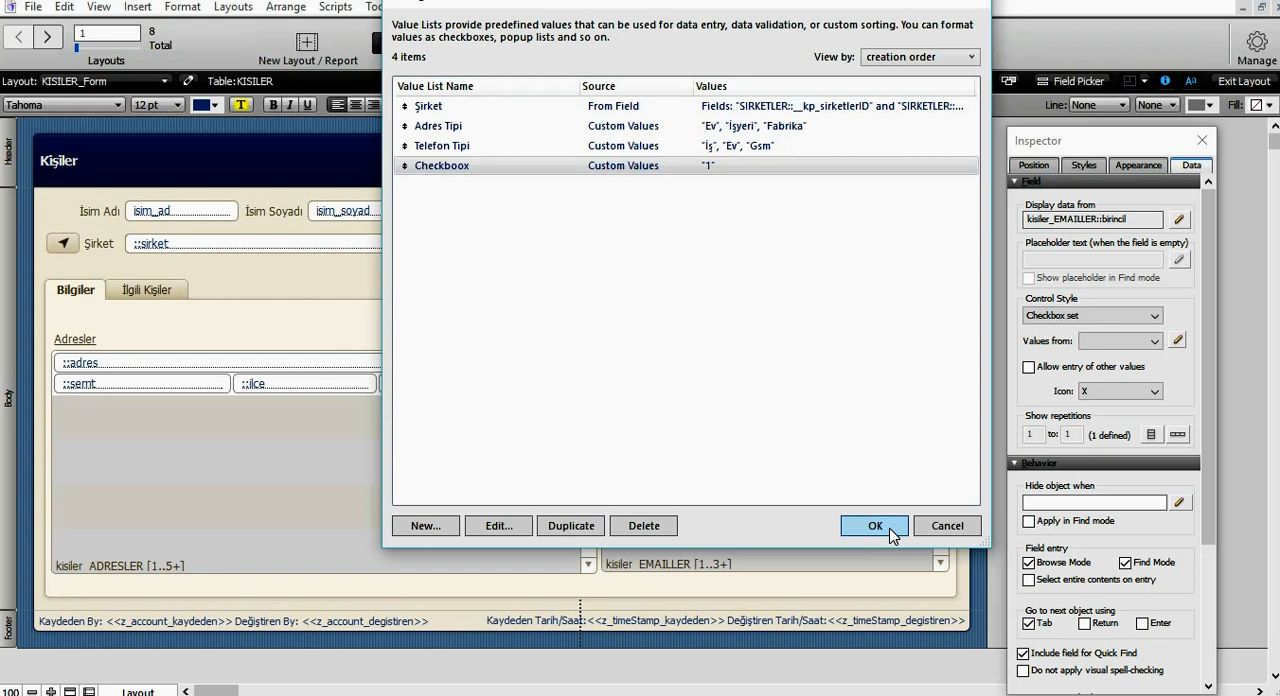 File Edit View Insert Format Layouts Arrange Scripts
1
8
Total
Layouts
New Layout / Report
Manage
Layout: KISILER_Form Table:KISILER
Field Picker
Aa
Exit Layout
Tahoma 12 pt T B I U
Line: None None Fill:
Value Lists provide predefined values that can be used for data entry, data validation, or custom sorting. You can format
values as checkboxes, popup lists and so on.
4 items
View by: creation order
Value List Name Source Values
Şirket From Field Fields: "SIRKETLER::__kp_sirketlerID" and "SIRKETLER::...
Adres Tipi Custom Values "Ev", "İşyeri", "Fabrika"
Telefon Tipi Custom Values "İş", "Ev", "Gsm"
Checkboox Custom Values "1"
New... Edit... Duplicate Delete OK Cancel
Header
Kişiler
İsim Adı isim_ad İsim Soyadı isim_soyad
Şirket ::sirket
Bilgiler İlgili Kişiler
Adresler
::adres
::semt ::ilce
Body
kisiler_ADRESLER [1..5+]
kisiler_EMAILLER [1..3+]
Footer
Kaydeden By: <<z_account_kaydeden>> Değiştiren By: <<z_account_degistiren>>
Kaydeden Tarih/Saat:<<z_timeStamp_kaydeden>> Değiştiren Tarih/Saat:<<z_timeStamp_degistiren>>
100 Layout
Inspector
Position Styles Appearance Data
Field
Display data from
kisiler_EMAILLER::birincil
Placeholder text (when the field is empty)
Show placeholder in Find mode
Control Style
Checkbox set
Values from:
Allow entry of other values
Icon: X
Show repetitions
1 to: 1 (1 defined)
Behavior
Hide object when
Apply in Find mode
Field entry
Browse Mode Find Mode
Select entire contents on entry
Go to next object using
Tab Return Enter
Include field for Quick Find
Do not apply visual spell-checking